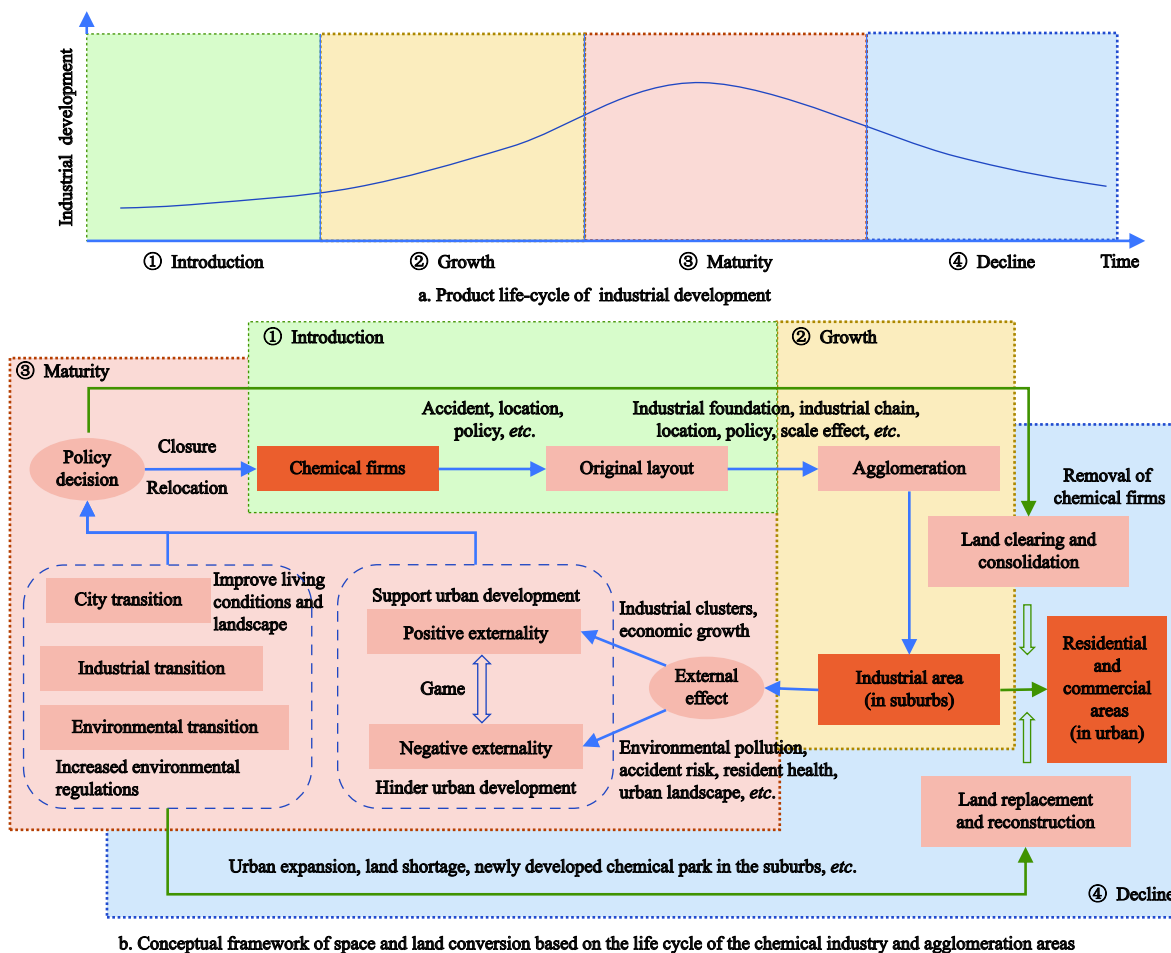 Industrial development
① Introduction
② Growth
③ Maturity
④ Decline
Time
a. Product life-cycle of industrial development
① Introduction
② Growth
③ Maturity
Accident, location,
policy, etc.
Industrial foundation, industrial chain,
location, policy, scale effect, etc.
Policy
decision
Closure
Relocation
Chemical firms
Original layout
Agglomeration
Removal of
chemical firms
Land clearing and
consolidation
City transition
Improve living
conditions and
landscape
Industrial transition
Environmental transition
Increased environmental
regulations
Support urban development
Positive externality
Game
Negative externality
Hinder urban development
Industrial clusters,
economic growth
External
effect
Environmental pollution,
accident risk, resident health,
urban landscape, etc.
Industrial area
(in suburbs)
Residential
and
commercial
areas
(in urban)
Land replacement
and reconstruction
Urban expansion, land shortage, newly developed chemical park in the suburbs, etc.
④ Decline
b. Conceptual framework of space and land conversion based on the life cycle of the chemical industry and agglomeration areas